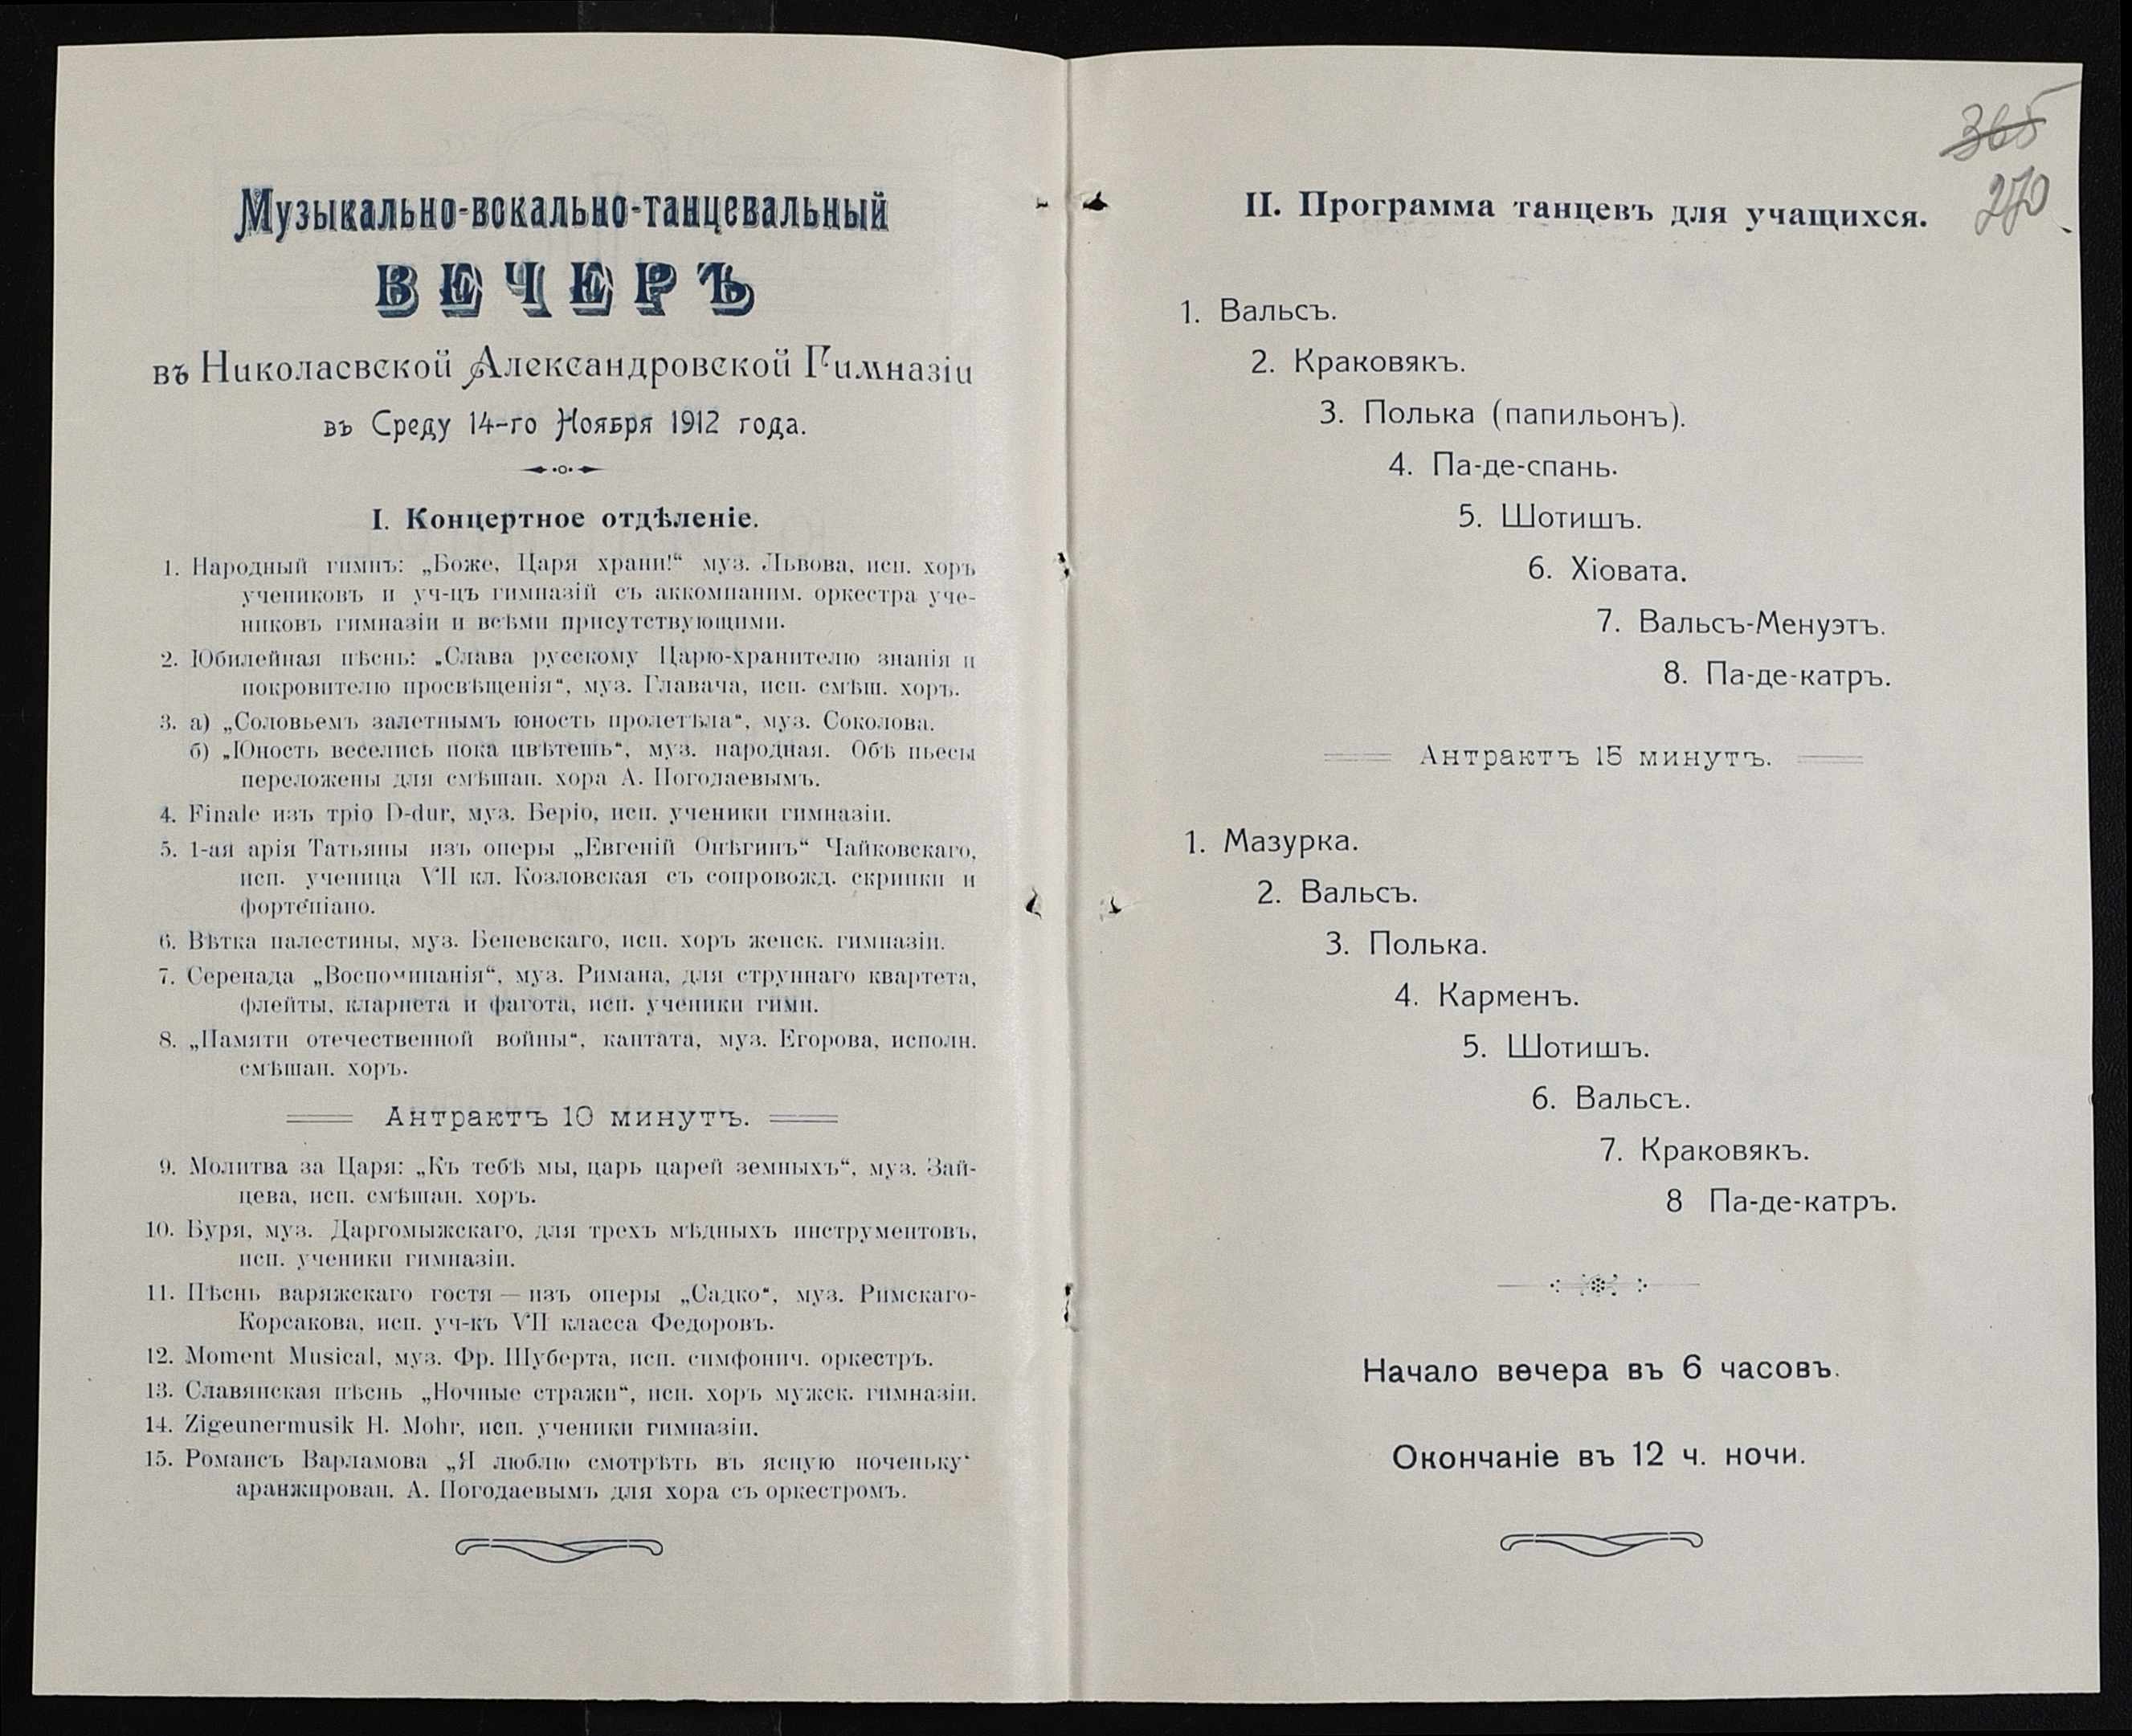 Музыкально-вокально-танцевальный
ВЕЧЕРЪ
въ Николаевской Александровской Гимназіи
въ Среду 14-го Ноября 1912 года.
I. Концертное отдѣленіе.
1. Народный гимнъ: „Боже, Царя храни!“ муз. Львова, исп. хоръ
учениковъ и уч-цъ гимназій съ аккомпаним. оркестра уче-
никовъ гимназіи и всѣми присутствующими.
2. Юбилейная пѣснь: „Слава русскому Царю-хранителю знанія и
покровителю просвѣщенія“, муз. Главача, исп. смѣш. хоръ.
3. а) „Соловьемъ залетнымъ юность пролетѣла“, муз. Соколова.
б) „Юность веселись пока цвѣтешь“, муз. народная. Обѣ пьесы
переложены для смѣшан. хора А. Погодаевымъ.
4. Finale изъ тріо D-dur, муз. Беріо, исп. ученики гимназіи.
5. 1-ая арія Татьяны изъ оперы „Евгеній Онѣгинъ“ Чайковскаго,
исп. ученица VII кл. Козловская съ сопровожд. скрипки и
фортепіано.
6. Вѣтка палестины, муз. Беневскаго, исп. хоръ женск. гимназіи.
7. Серенада „Воспоминанія“, муз. Римана, для струннаго квартета,
флейты, кларнета и фагота, исп. ученики гимн.
8. „Памяти отечественной войны“, кантата, муз. Егорова, исполн.
смѣшан. хоръ.
Антрактъ 10 минутъ.
9. Молитва за Царя: „Къ тебѣ мы, царь царей земныхъ“, муз. Зай-
цева, исп. смѣшан. хоръ.
10. Буря, муз. Даргомыжскаго, для трехъ мѣдныхъ инструментовъ,
исп. ученики гимназіи.
11. Пѣснь варяжскаго гостя — изъ оперы „Садко“, муз. Римскаго-
Корсакова, исп. уч-къ VII класса Федоровъ.
12. Moment Musical, муз. Фр. Шуберта, исп. симфонич. оркестръ.
13. Славянская пѣснь „Ночные стражи“, исп. хоръ мужск. гимназіи.
14. Zigeunermusik H. Mohr, исп. ученики гимназіи.
15. Романсъ Варламова „Я люблю смотрѣть въ ясную ноченьку‘
аранжирован. А. Погодаевымъ для хора съ оркестромъ.
365
270
II. Программа танцевъ для учащихся.
1. Вальсъ.
2. Краковякъ.
3. Полька (папильонъ).
4. Па-де-спань.
5. Шотишъ.
6. Хіовата.
7. Вальсъ-Менуэтъ.
8. Па-де-катръ.
Антрактъ 15 минутъ.
1. Мазурка.
2. Вальсъ.
3. Полька.
4. Карменъ.
5. Шотишъ.
6. Вальсъ.
7. Краковякъ.
8 Па-де-катръ.
Начало вечера въ 6 часовъ.
Окончаніе въ 12 ч. ночи.